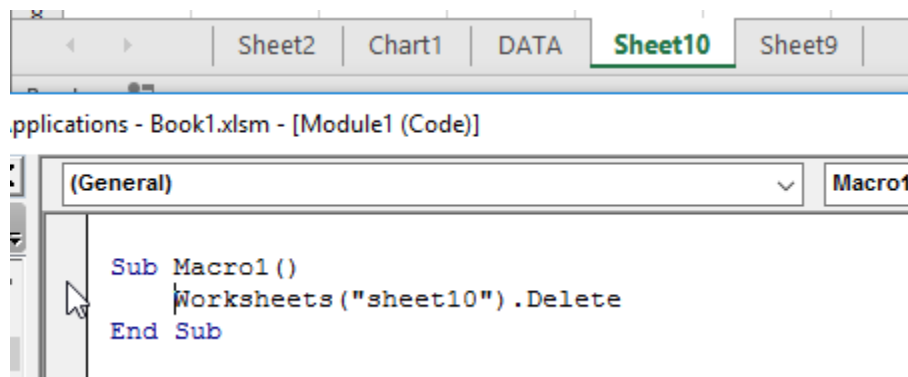 Sheet2 Chart1 DATA Sheet10 Sheet9
pplications - Book1.xlsm - [Module1 (Code)]
(General) Macro1
Sub Macro1()
Worksheets("sheet10").Delete
End Sub